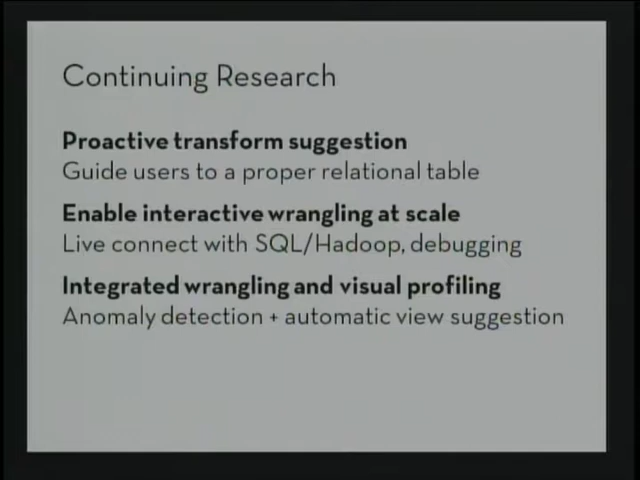 Continuing Research
Proactive transform suggestion
Guide users to a proper relational table
Enable interactive wrangling at scale
Live connect with SQL/Hadoop, debugging
Integrated wrangling and visual profiling
Anomaly detection + automatic view suggestion